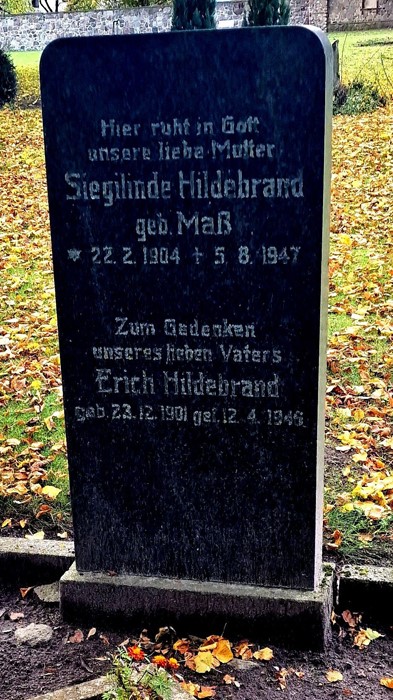 Hier ruht in Gott
unsere liebe Mutter
Siegilinde Hildebrand
geb. Maß
* 22. 2. 1904 + 5. 8. 1947
Zum Gedenken
unseres lieben Vaters
Erich Hildebrand
geb. 23. 12. 1901 gef. 12. 4. 1945